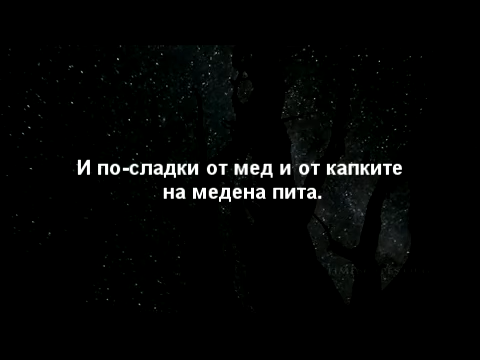 И по-сладки от мед и от капките
на медена пита.